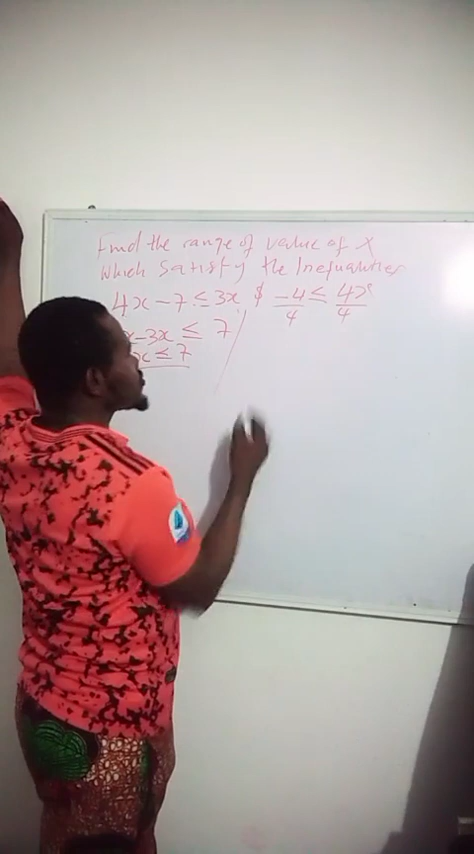 Find the range of value of x
which satisfy the Inequalities
4x - 7 ≤ 3x $ -4/4 ≤ 4x/4
x - 3x ≤ 7
x ≤ 7